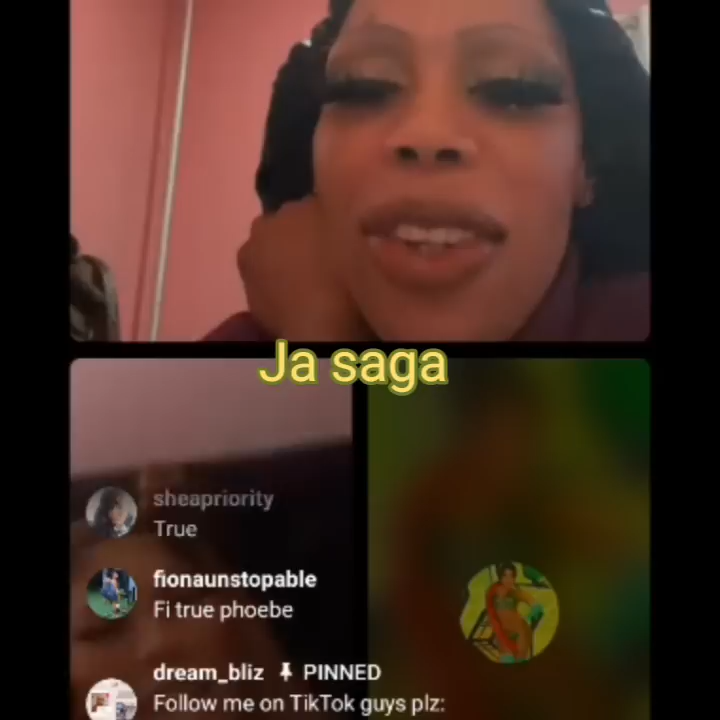 Ja saga
sheapriority
True
fionaunstopable
Fi true phoebe
dream_bliz PINNED
Follow me on TikTok guys plz: